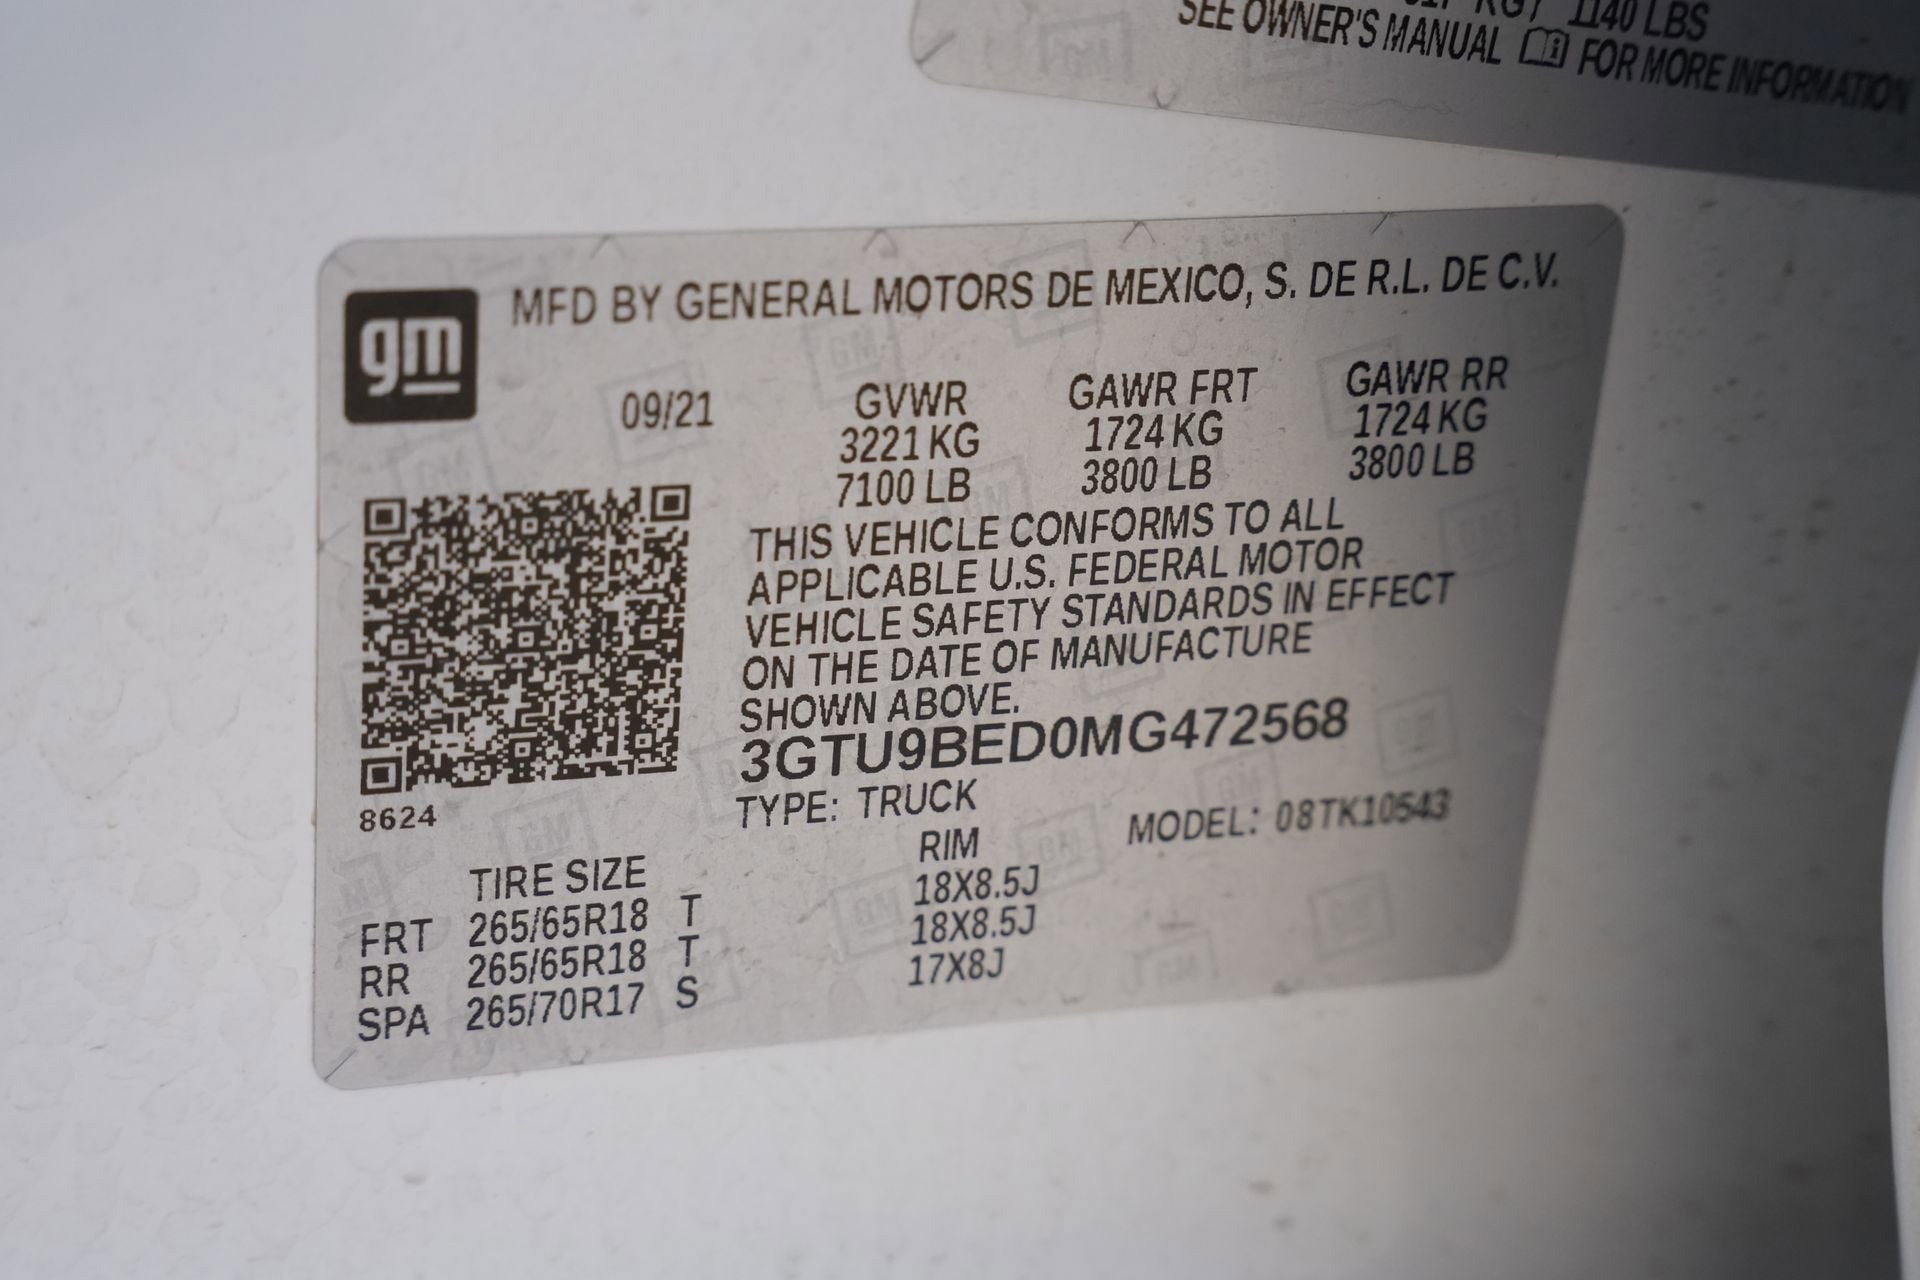 KG / 1140 LBS
SEE OWNER'S MANUAL FOR MORE INFORMATION
gm
MFD BY GENERAL MOTORS DE MEXICO, S. DE R.L. DE C.V.
09/21 GVWR GAWR FRT GAWR RR
3221 KG 1724 KG 1724 KG
7100 LB 3800 LB 3800 LB
THIS VEHICLE CONFORMS TO ALL
APPLICABLE U.S. FEDERAL MOTOR
VEHICLE SAFETY STANDARDS IN EFFECT
ON THE DATE OF MANUFACTURE
SHOWN ABOVE.
3GTU9BED0MG472568
8624
TYPE: TRUCK MODEL: 08TK10543
TIRE SIZE RIM
FRT 265/65R18 T 18X8.5J
RR 265/65R18 T 18X8.5J
SPA 265/70R17 S 17X8J